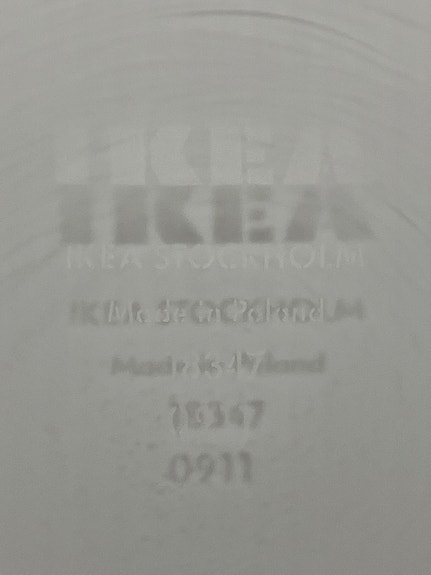 IKEA
IKEA STOCKHOLM
Made in Poland
18347
0911